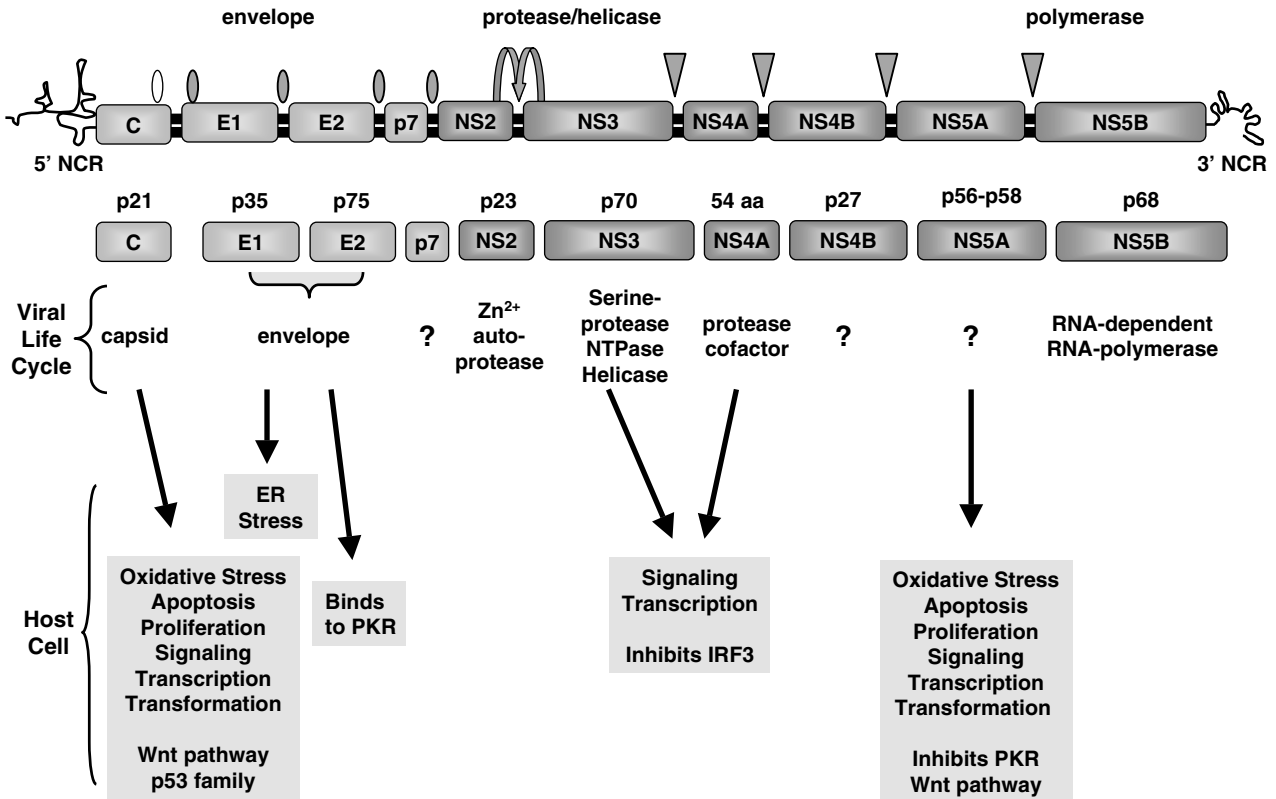 envelope protease/helicase polymerase
C E1 E2 p7 NS2 NS3 NS4A NS4B NS5A NS5B
5’ NCR 3’ NCR
p21 p35 p75 p23 p70 54 aa p27 p56-p58 p68
C E1 E2 p7 NS2 NS3 NS4A NS4B NS5A NS5B
Viral
Life
Cycle
capsid
envelope
?
Zn²⁺
auto-
protease
Serine-
protease
NTPase
Helicase
protease
cofactor
?
?
RNA-dependent
RNA-polymerase
Host
Cell
Oxidative Stress
Apoptosis
Proliferation
Signaling
Transcription
Transformation
Wnt pathway
p53 family
ER
Stress
Binds
to PKR
Signaling
Transcription
Inhibits IRF3
Oxidative Stress
Apoptosis
Proliferation
Signaling
Transcription
Transformation
Inhibits PKR
Wnt pathway